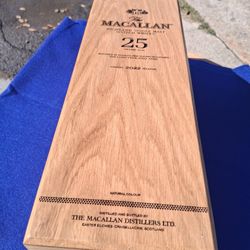 The
MACALLAN
HIGHLAND SINGLE MALT
SCOTCH WHISKY
25
YEARS OLD
2022 RELEASE
NATURAL COLOUR
DISTILLED AND BOTTLED BY
THE MACALLAN DISTILLERS LTD.
EASTER ELCHIES, CRAIGELLACHIE, SCOTLAND